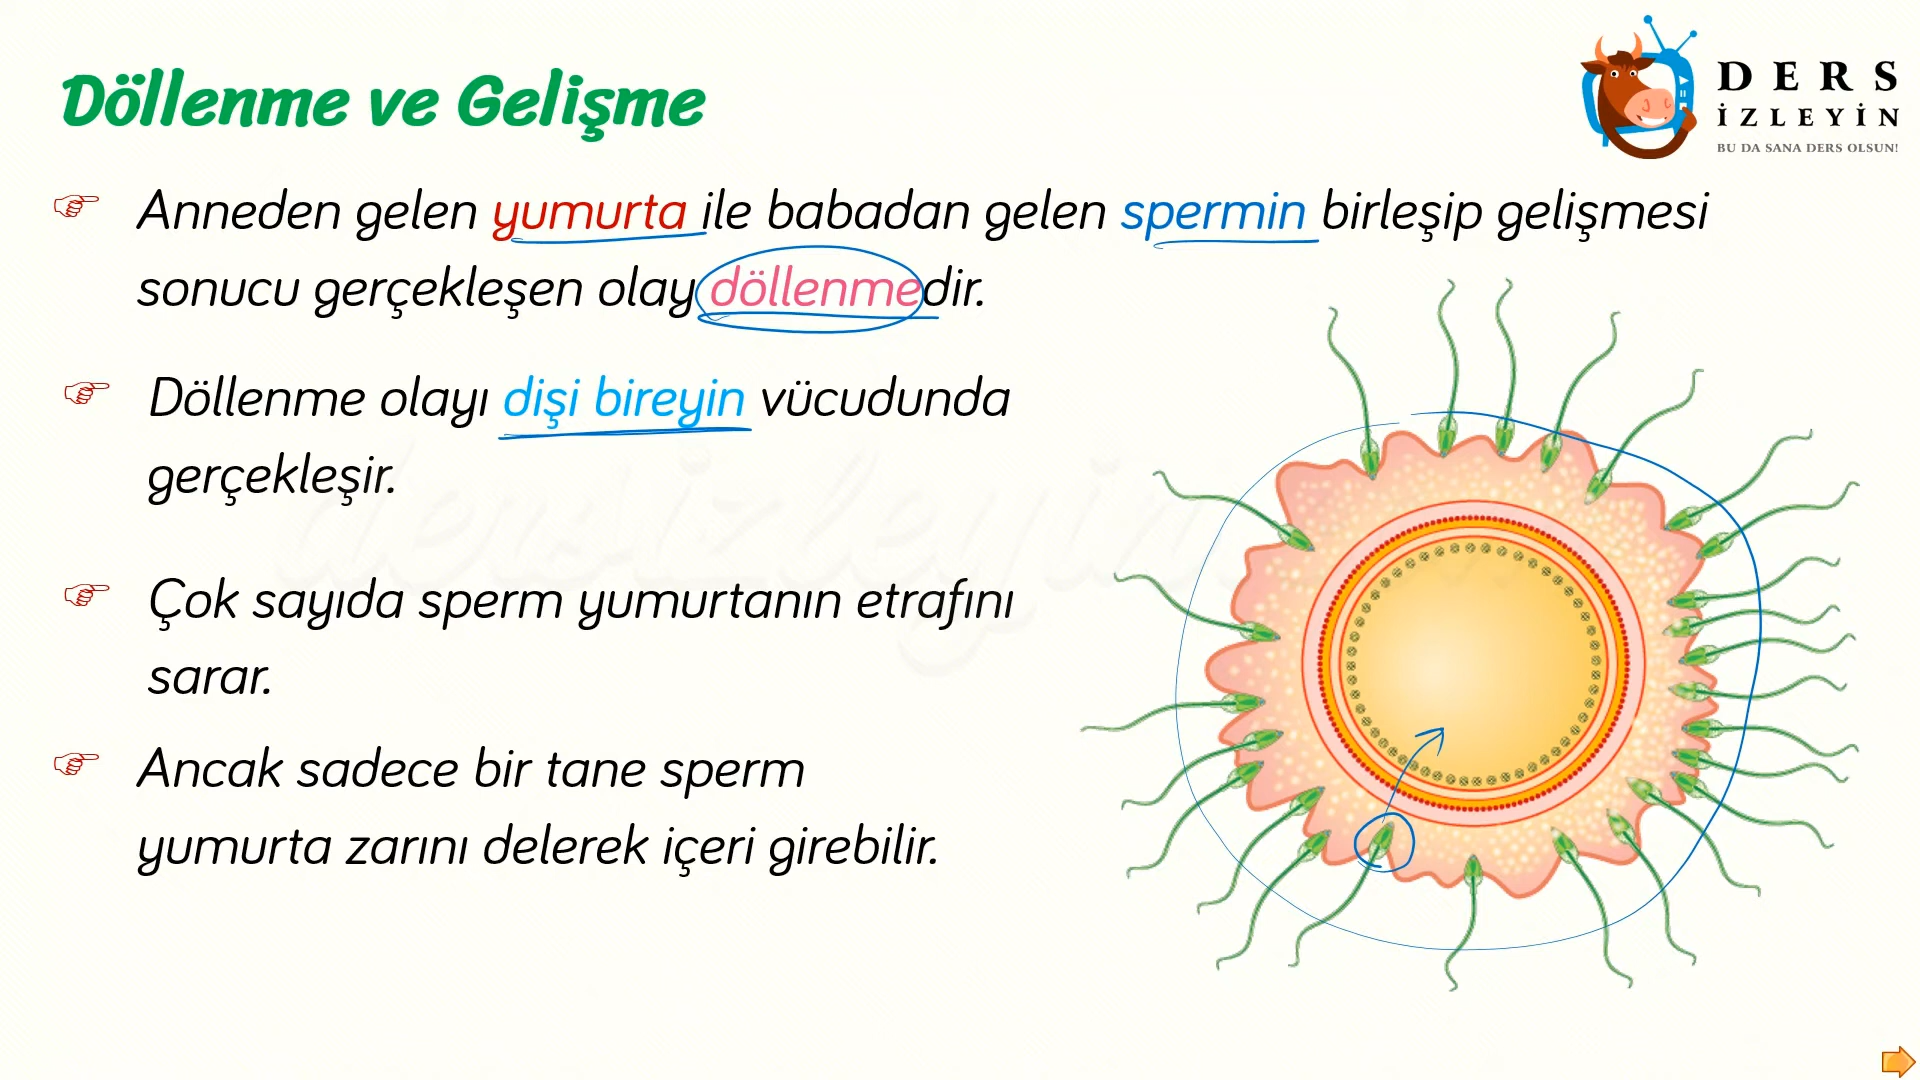 Döllenme ve Gelişme
DERS
İZLEYİN
BU DA SANA DERS OLSUN!
Anneden gelen yumurta ile babadan gelen spermin birleşip gelişmesi
sonucu gerçekleşen olay döllenmedir.
Döllenme olayı dişi bireyin vücudunda
gerçekleşir.
Çok sayıda sperm yumurtanın etrafını
sarar.
Ancak sadece bir tane sperm
yumurta zarını delerek içeri girebilir.
dersizleyin